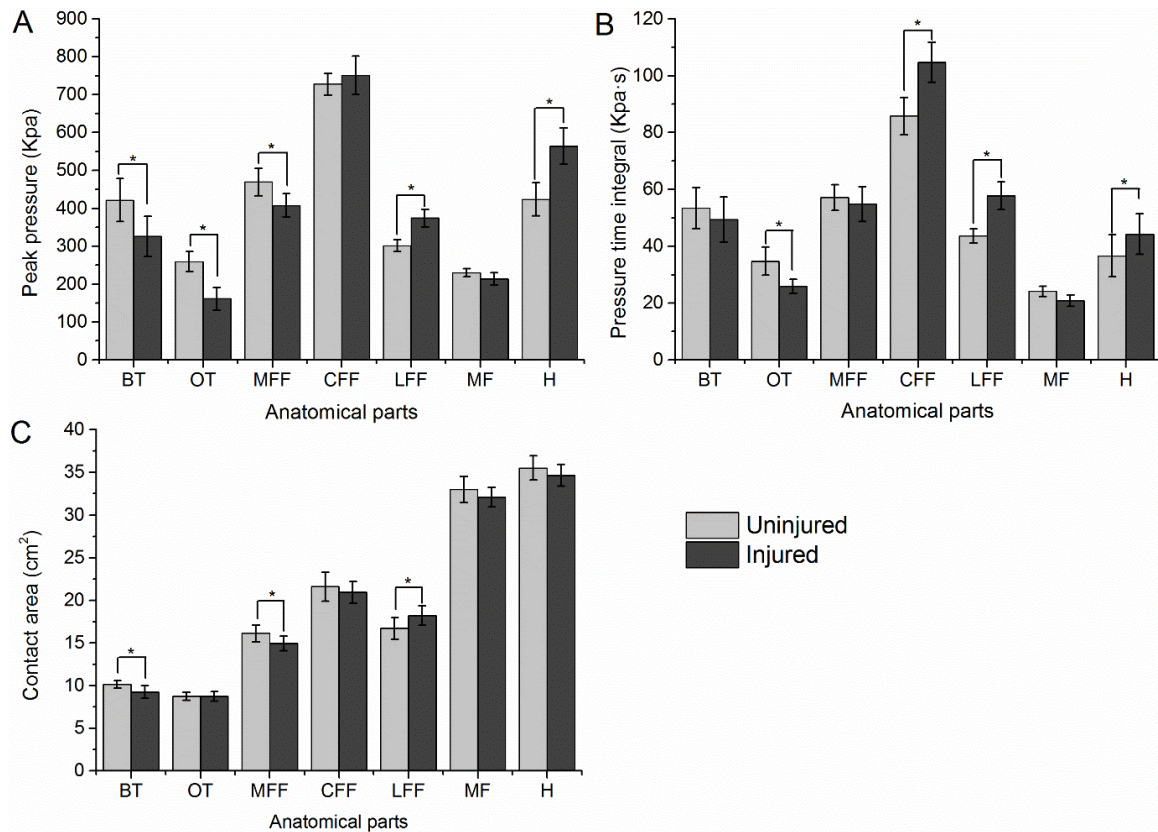 A
Peak pressure (Kpa)
900
800
700
600
500
400
300
200
100
0
*
*
*
*
*
BT OT MFF CFF LFF MF H
Anatomical parts
B
Pressure time integral (Kpa·s)
120
100
80
60
40
20
0
*
*
*
*
BT OT MFF CFF LFF MF H
Anatomical parts
C
Contact area (cm²)
40
35
30
25
20
15
10
5
0
*
*
*
BT OT MFF CFF LFF MF H
Anatomical parts
Uninjured
Injured